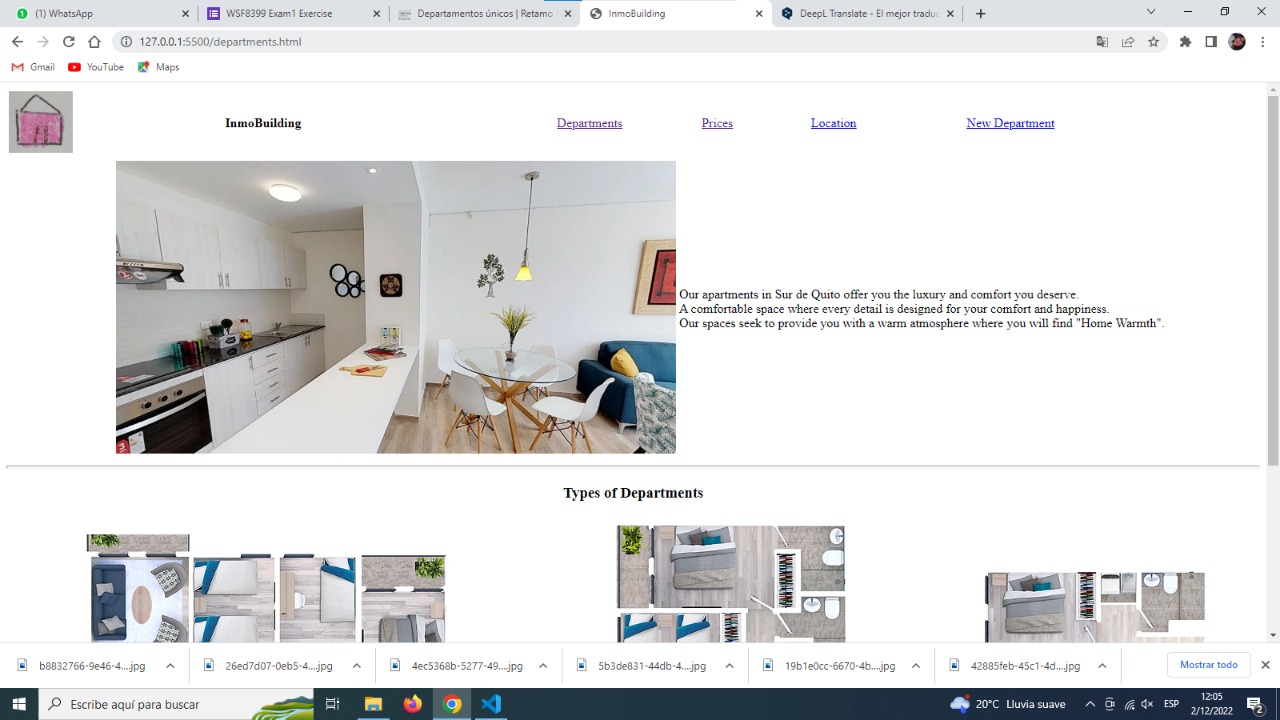 (1) WhatsApp
WSF8399 Exam1 Exercise
Departamentos únicos | Retamo
InmoBuilding
DeepL Translate - El mejor traduc
127.0.0.1:5500/departments.html
Gmail
YouTube
Maps
InmoBuilding
Departments
Prices
Location
New Department
Our apartments in Sur de Quito offer you the luxury and comfort you deserve.
A comfortable space where every detail is designed for your comfort and happiness.
Our spaces seek to provide you with a warm atmosphere where you will find "Home Warmth".
Types of Departments
b8832766-9e46-4....jpg
26ed7d07-0eb5-4....jpg
4ec5368b-5277-49....jpg
5b3de831-44db-4....jpg
19b1e0cc-6670-4b....jpg
42885feb-45c1-4d....jpg
Mostrar todo
Escribe aquí para buscar
20°C Lluvia suave
ESP
12:05
2/12/2022
2